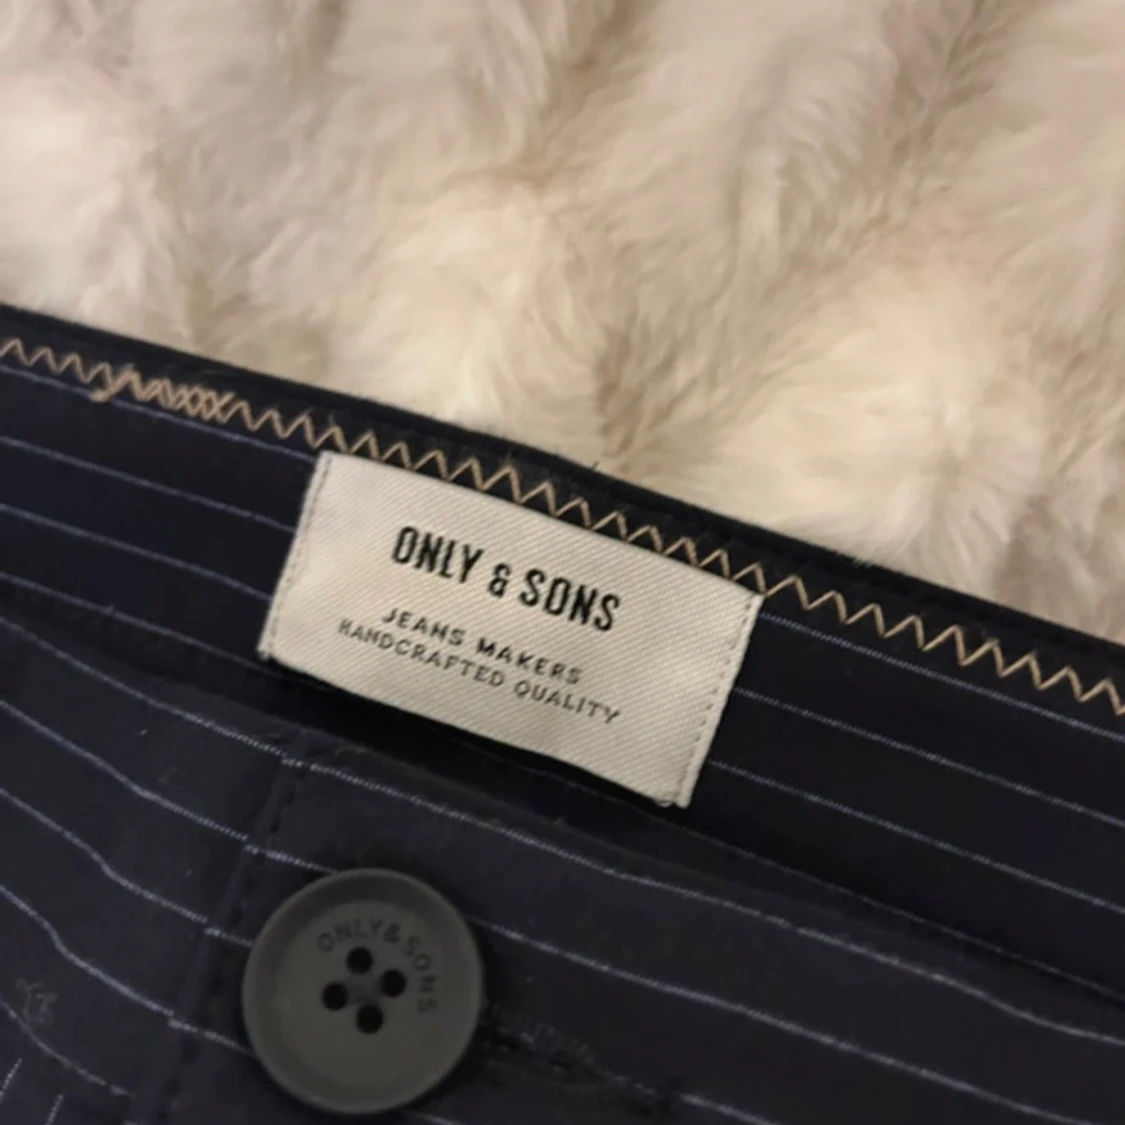 ONLY & SONS
JEANS MAKERS
HANDCRAFTED QUALITY
ONLY&SONS